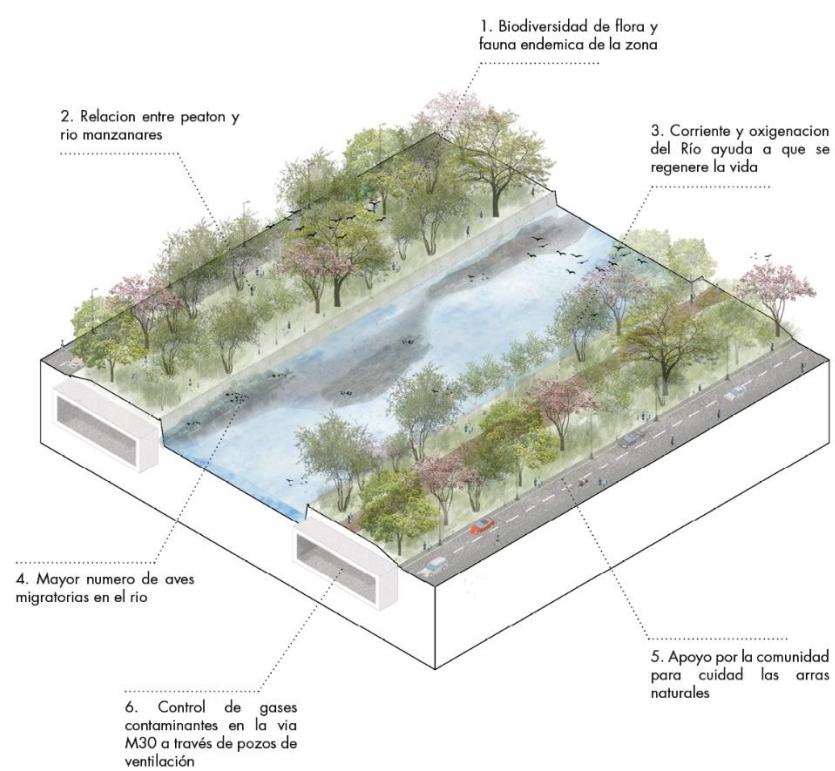 1. Biodiversidad de flora y
fauna endemica de la zona
2. Relacion entre peaton y
rio manzanares
3. Corriente y oxigenacion
del Río ayuda a que se
regenere la vida
4. Mayor numero de aves
migratorias en el rio
5. Apoyo por la comunidad
para cuidad las arras
naturales
6. Control de gases
contaminantes en la via
M30 a través de pozos de
ventilación